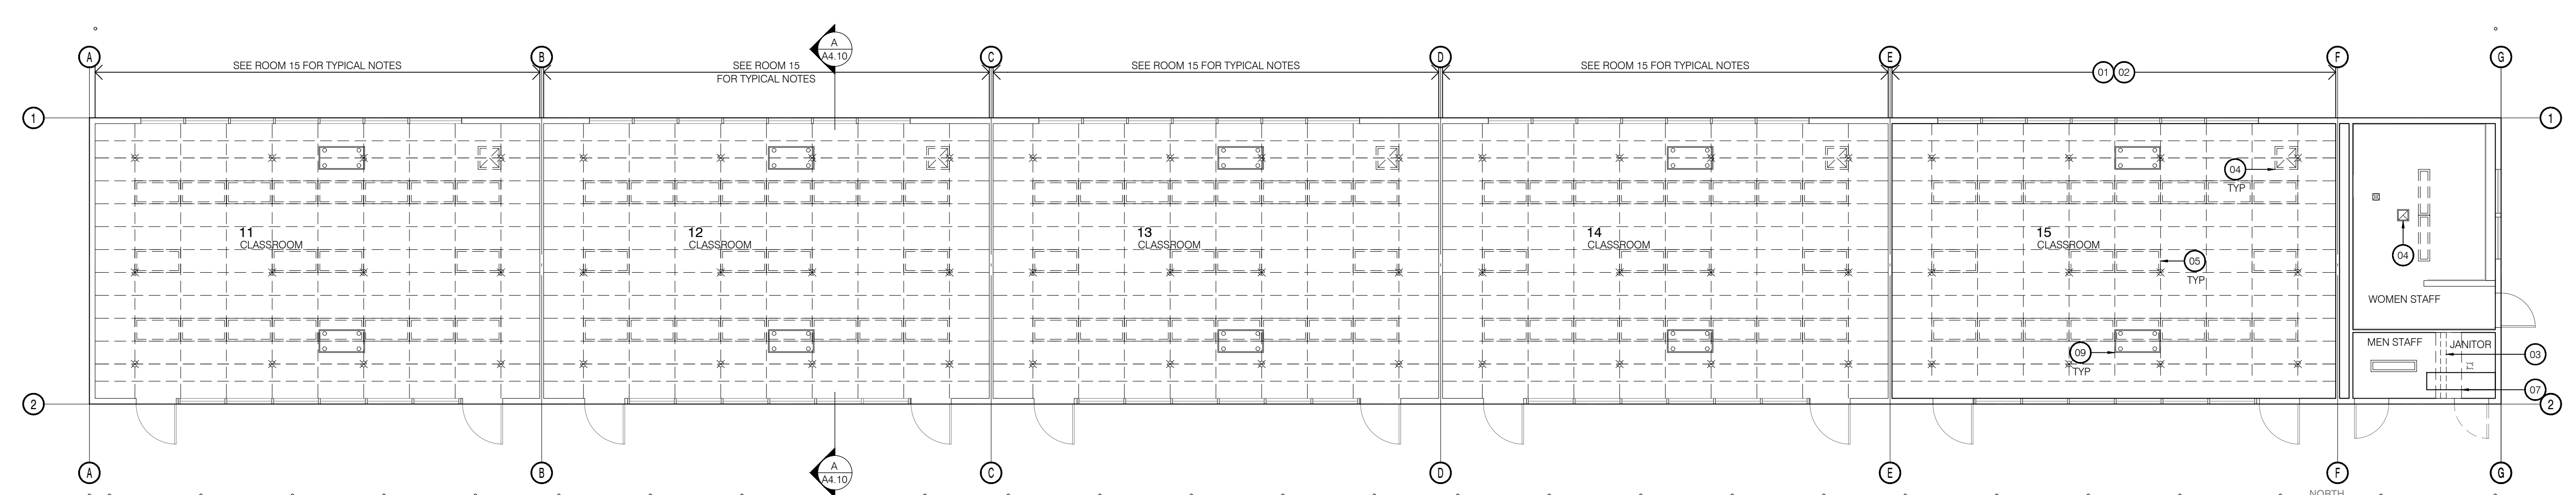 A
A4.10
A
B
C
D
E
F
G
SEE ROOM 15 FOR TYPICAL NOTES
SEE ROOM 15
FOR TYPICAL NOTES
SEE ROOM 15 FOR TYPICAL NOTES
SEE ROOM 15 FOR TYPICAL NOTES
01 02
1
1
04
TYP
11
CLASSROOM
12
CLASSROOM
13
CLASSROOM
14
CLASSROOM
15
CLASSROOM
04
05
TYP
WOMEN STAFF
MEN STAFF
JANITOR
03
09
TYP
07
2
2
A
B
C
D
E
F
G
A
A4.10
NORTH